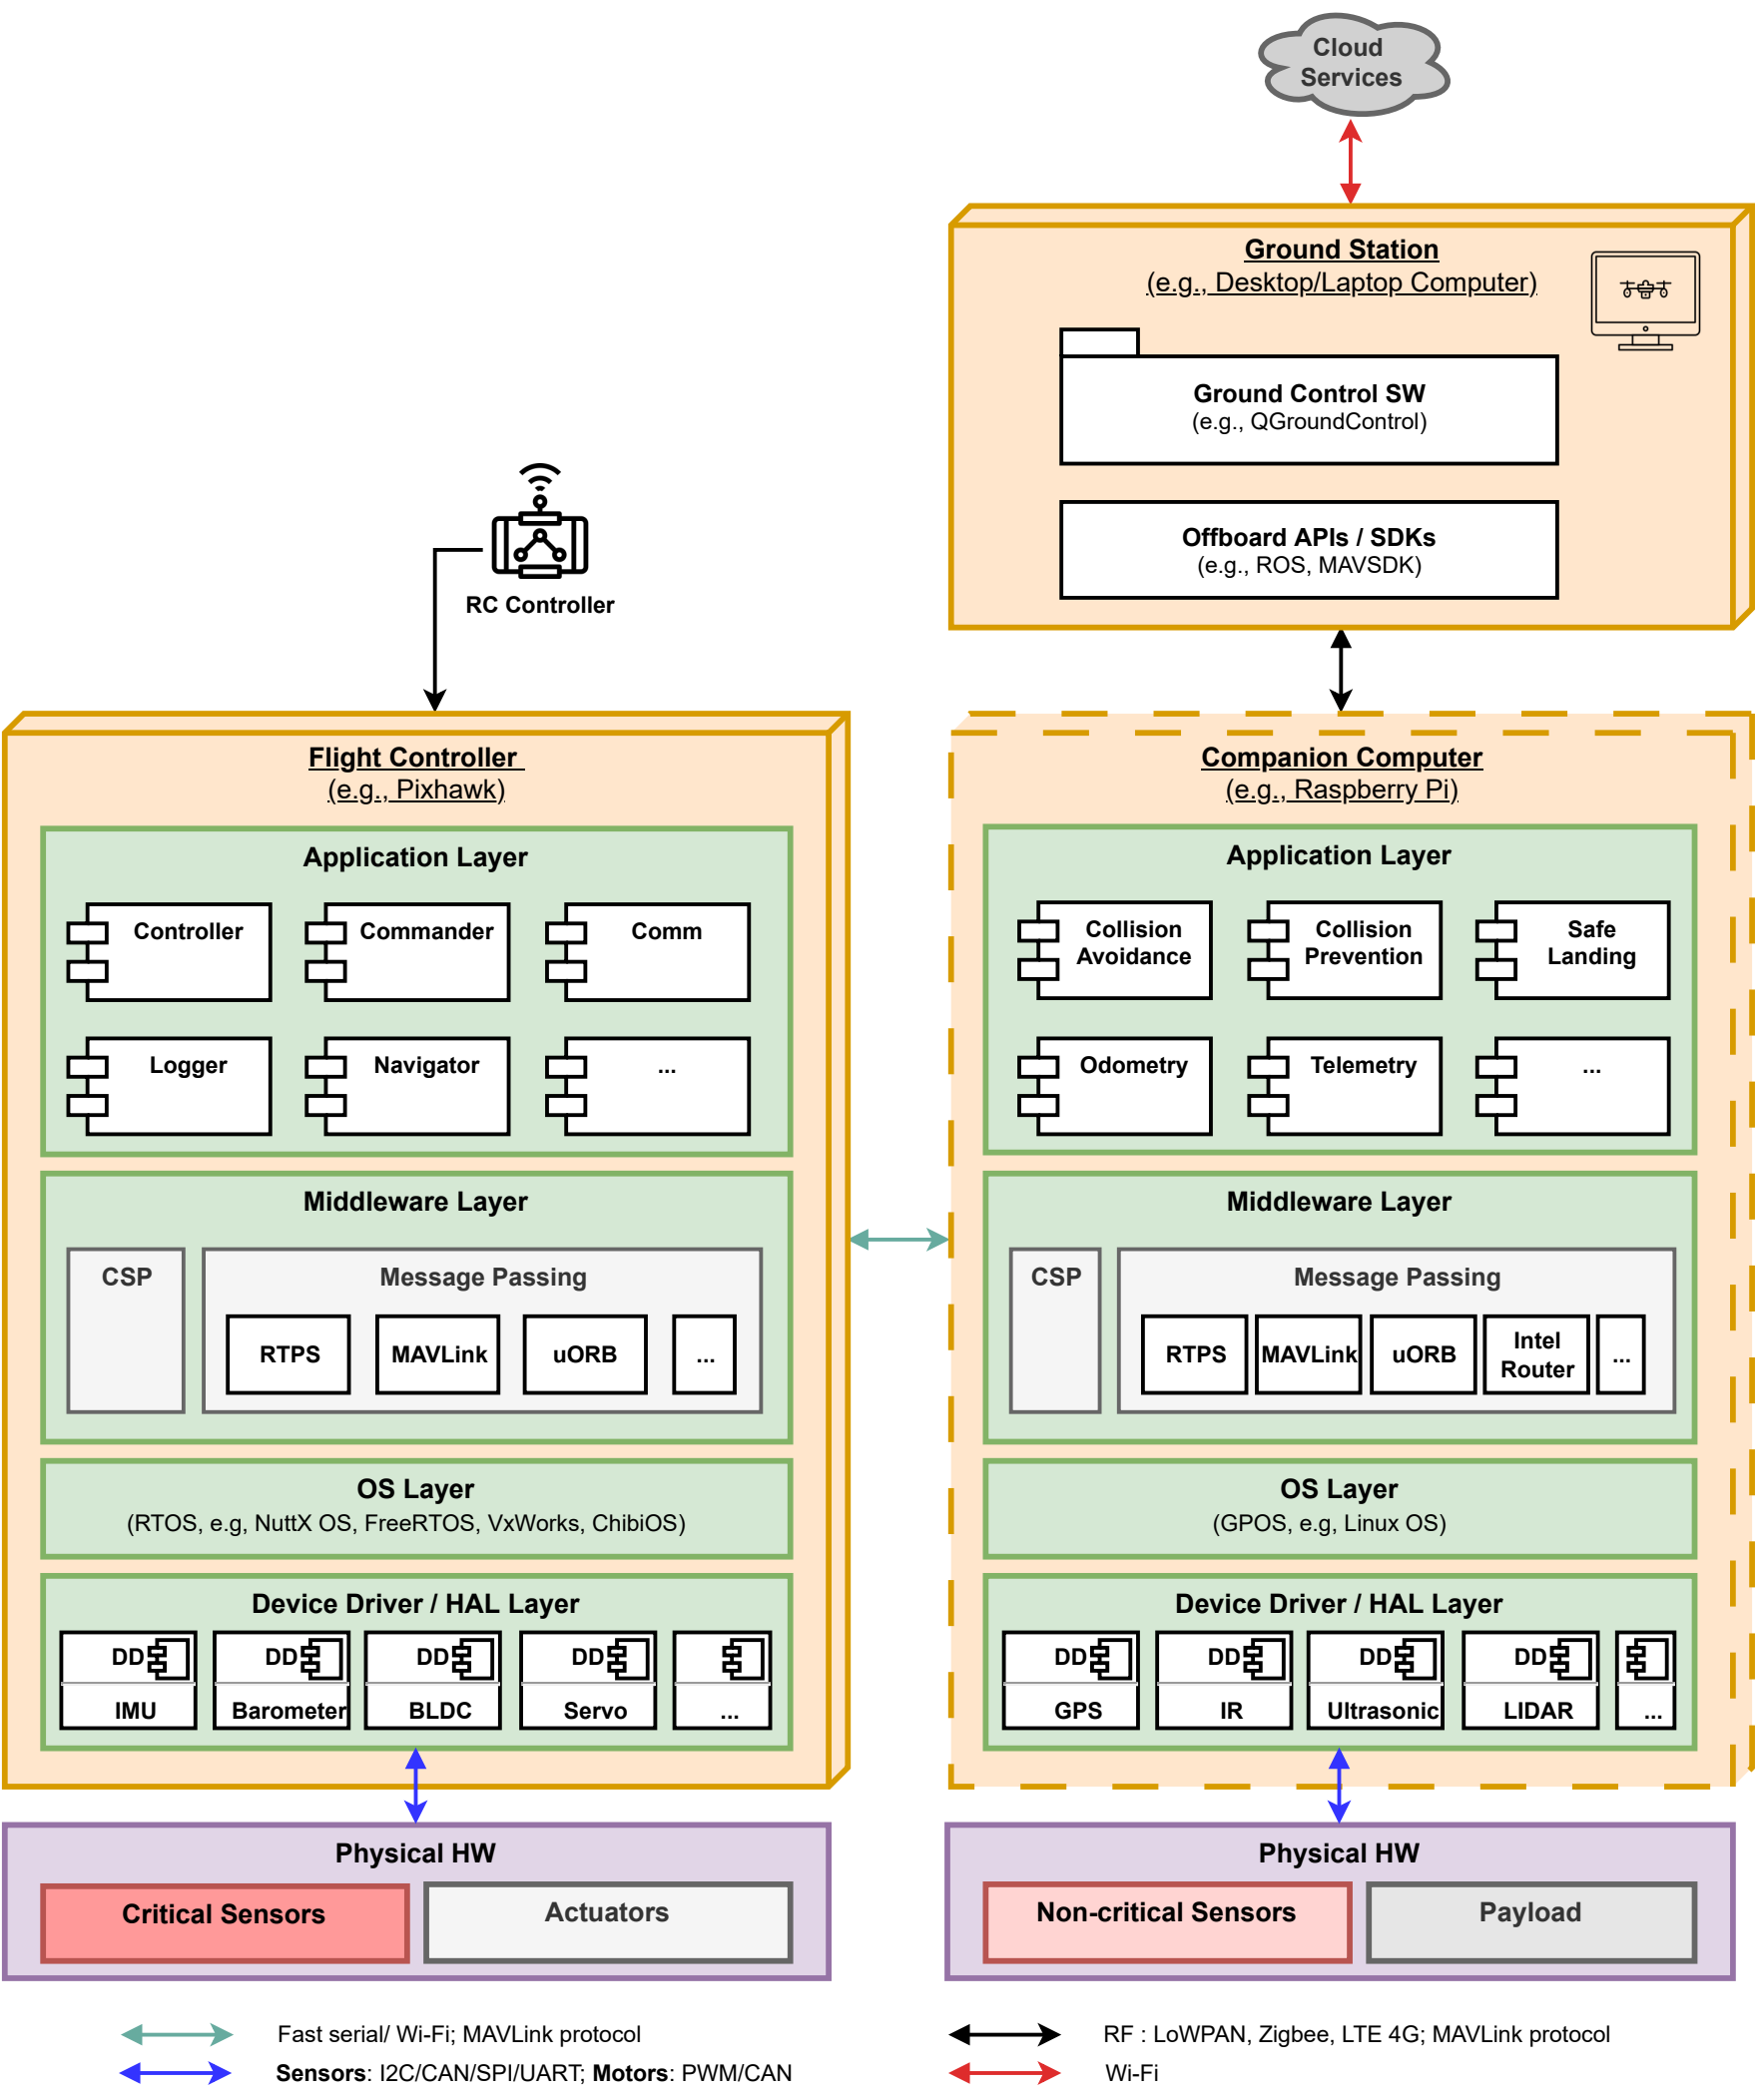 Cloud
Services
Ground Station
(e.g., Desktop/Laptop Computer)
Ground Control SW
(e.g., QGroundControl)
Offboard APIs / SDKs
(e.g., ROS, MAVSDK)
RC Controller
Flight Controller
(e.g., Pixhawk)
Application Layer
Controller
Commander
Comm
Logger
Navigator
...
Middleware Layer
CSP
Message Passing
RTPS
MAVLink
uORB
...
OS Layer
(RTOS, e.g, NuttX OS, FreeRTOS, VxWorks, ChibiOS)
Device Driver / HAL Layer
DD
IMU
DD
Barometer
DD
BLDC
DD
Servo
...
Physical HW
Critical Sensors
Actuators
Companion Computer
(e.g., Raspberry Pi)
Application Layer
Collision
Avoidance
Collision
Prevention
Safe
Landing
Odometry
Telemetry
...
Middleware Layer
CSP
Message Passing
RTPS
MAVLink
uORB
Intel
Router
...
OS Layer
(GPOS, e.g, Linux OS)
Device Driver / HAL Layer
DD
GPS
DD
IR
DD
Ultrasonic
DD
LIDAR
...
Physical HW
Non-critical Sensors
Payload
Fast serial/ Wi-Fi; MAVLink protocol
Sensors: I2C/CAN/SPI/UART; Motors: PWM/CAN
RF : LoWPAN, Zigbee, LTE 4G; MAVLink protocol
Wi-Fi